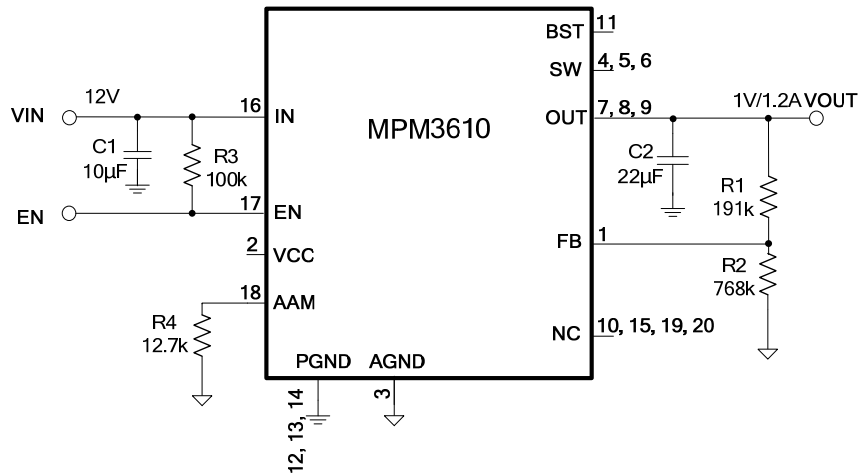 BST 11
SW 4, 5, 6
VIN 12V 16 IN
MPM3610
OUT 7, 8, 9 1V/1.2A VOUT
C1
10µF
R3
100k
C2
22µF
R1
191k
EN 17 EN
2 VCC
FB 1
R2
768k
18 AAM
R4
12.7k
NC 10, 15, 19, 20
PGND AGND
12, 13, 14
3